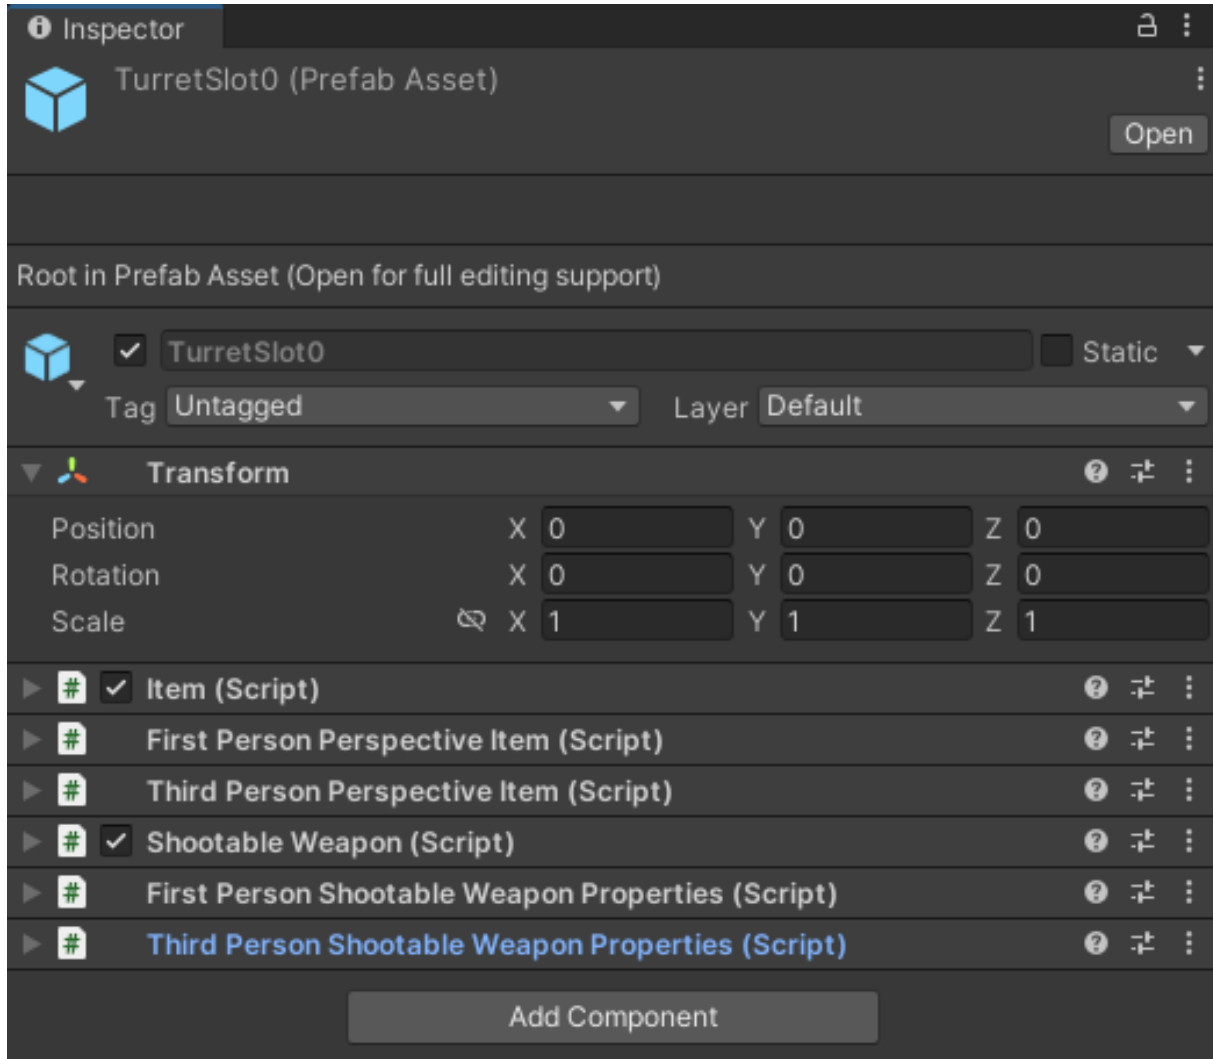 Inspector
TurretSlot0 (Prefab Asset)
Open
Root in Prefab Asset (Open for full editing support)
TurretSlot0 Static
Tag Untagged Layer Default
Transform
Position X 0 Y 0 Z 0
Rotation X 0 Y 0 Z 0
Scale X 1 Y 1 Z 1
# Item (Script)
# First Person Perspective Item (Script)
# Third Person Perspective Item (Script)
# Shootable Weapon (Script)
# First Person Shootable Weapon Properties (Script)
# Third Person Shootable Weapon Properties (Script)
Add Component